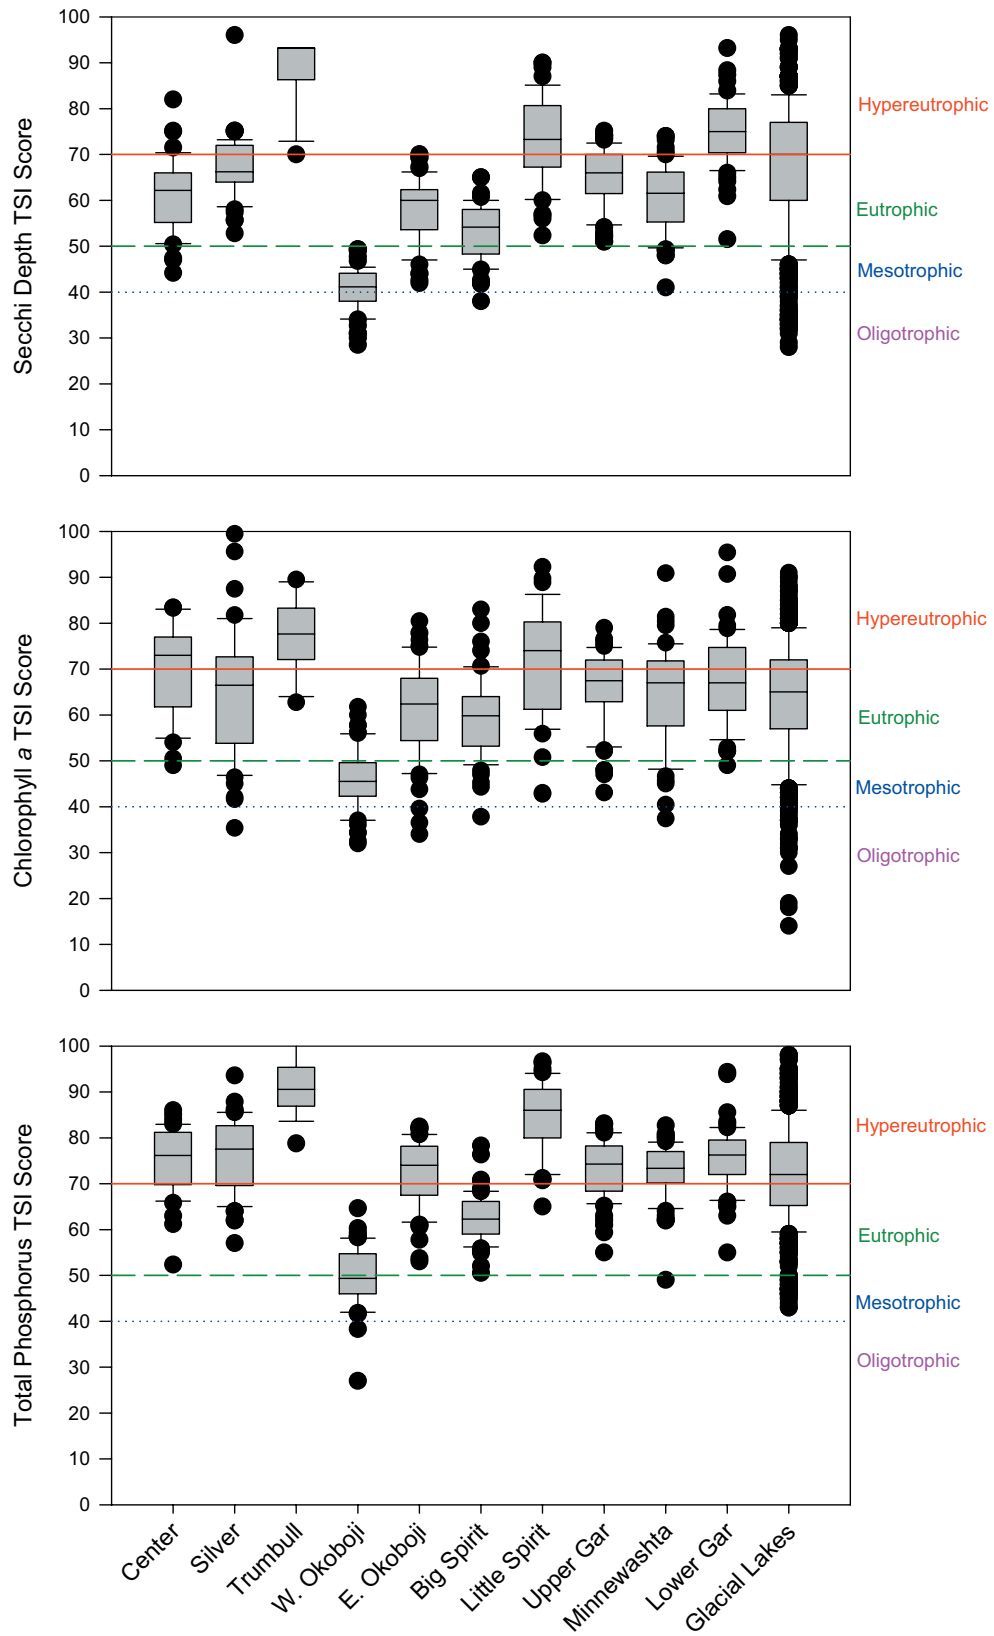 Secchi Depth TSI Score
100
90
80
70
60
50
40
30
20
10
0
Hypereutrophic
Eutrophic
Mesotrophic
Oligotrophic
Chlorophyll a TSI Score
100
90
80
70
60
50
40
30
20
10
0
Hypereutrophic
Eutrophic
Mesotrophic
Oligotrophic
Total Phosphorus TSI Score
100
90
80
70
60
50
40
30
20
10
0
Hypereutrophic
Eutrophic
Mesotrophic
Oligotrophic
Center
Silver
Trumbull
W. Okoboji
E. Okoboji
Big Spirit
Little Spirit
Upper Gar
Minnewashta
Lower Gar
Glacial Lakes